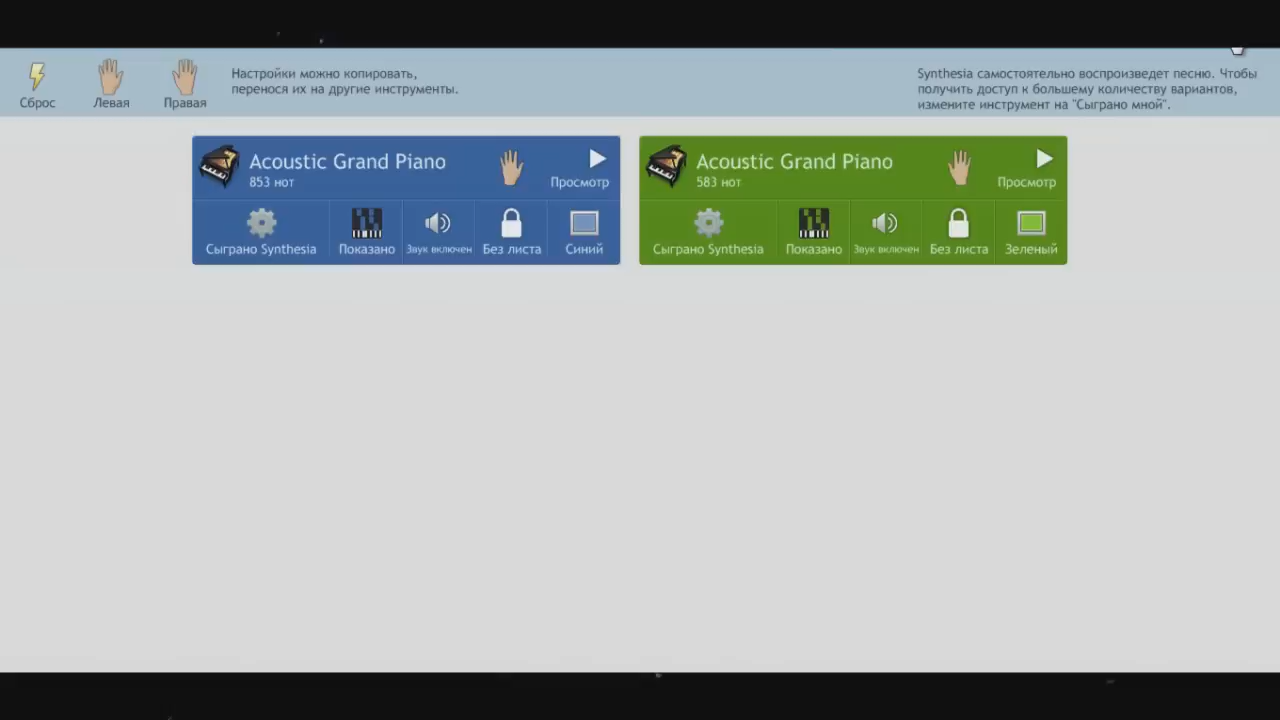 Сброс
Левая
Правая
Настройки можно копировать,
перенося их на другие инструменты.
Synthesia самостоятельно воспроизведет песню. Чтобы
получить доступ к большему количеству вариантов,
измените инструмент на "Сыграно мной".
Acoustic Grand Piano
853 нот
Просмотр
Сыграно Synthesia
Показано
Звук включен
Без листа
Синий
Acoustic Grand Piano
583 нот
Просмотр
Сыграно Synthesia
Показано
Звук включен
Без листа
Зеленый